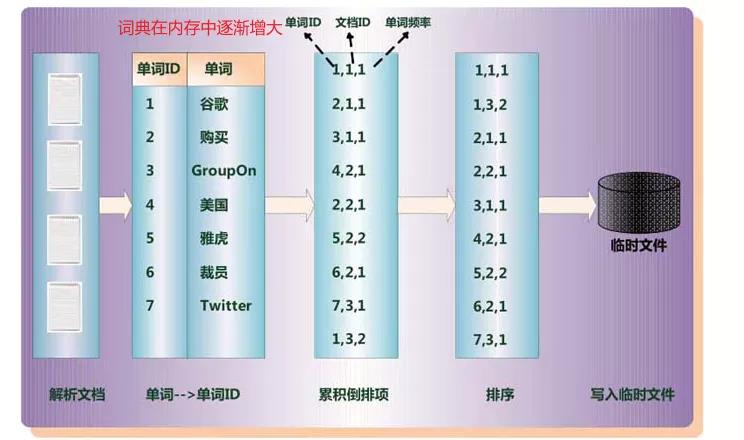 词典在内存中逐渐增大
单词ID 文档ID 单词频率
单词ID 单词
1 谷歌
2 购买
3 GroupOn
4 美国
5 雅虎
6 裁员
7 Twitter
1,1,1
2,1,1
3,1,1
4,2,1
2,2,1
5,2,2
6,2,1
7,3,1
1,3,2
1,1,1
1,3,2
2,1,1
2,2,1
3,1,1
4,2,1
5,2,2
6,2,1
7,3,1
临时文件
解析文档 单词-->单词ID 累积倒排项 排序 写入临时文件